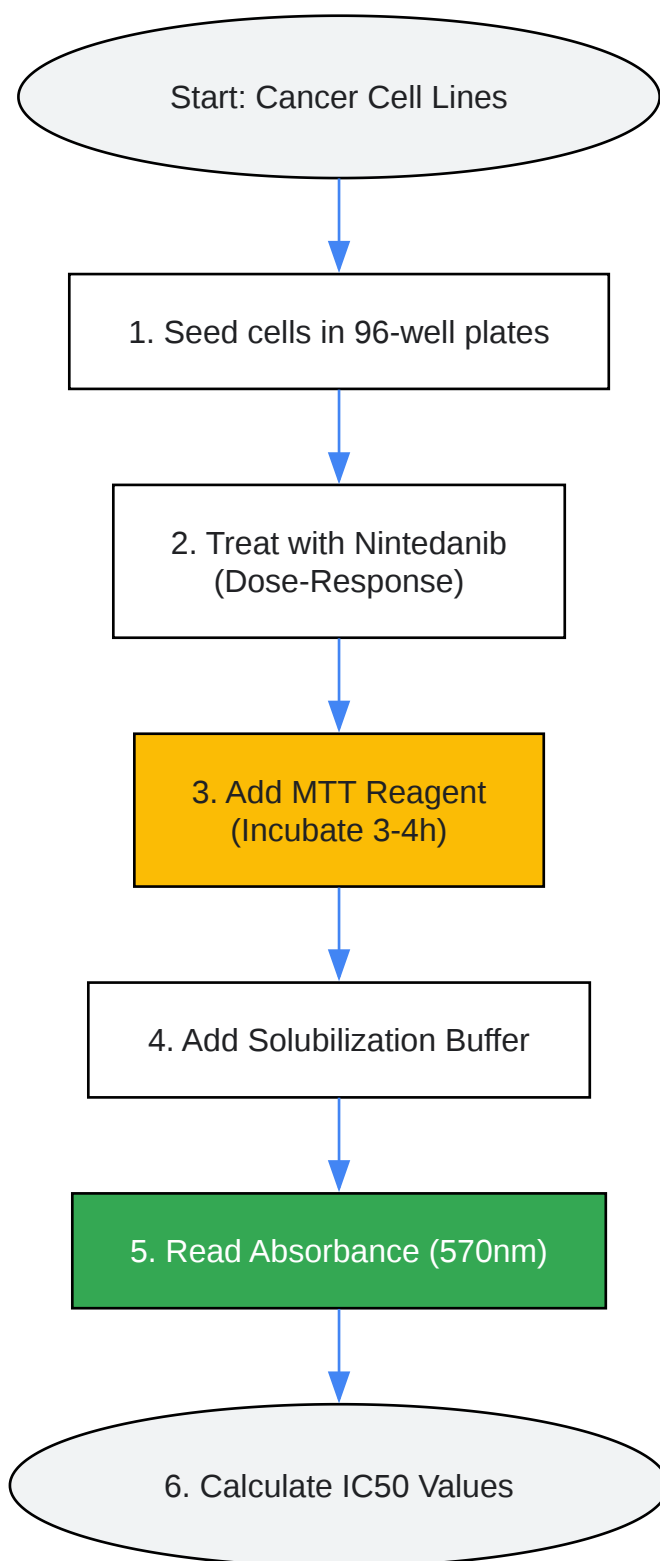 Start: Cancer Cell Lines
1. Seed cells in 96-well plates
2. Treat with Nintedanib
(Dose-Response)
3. Add MTT Reagent
(Incubate 3-4h)
4. Add Solubilization Buffer
5. Read Absorbance (570nm)
6. Calculate IC50 Values